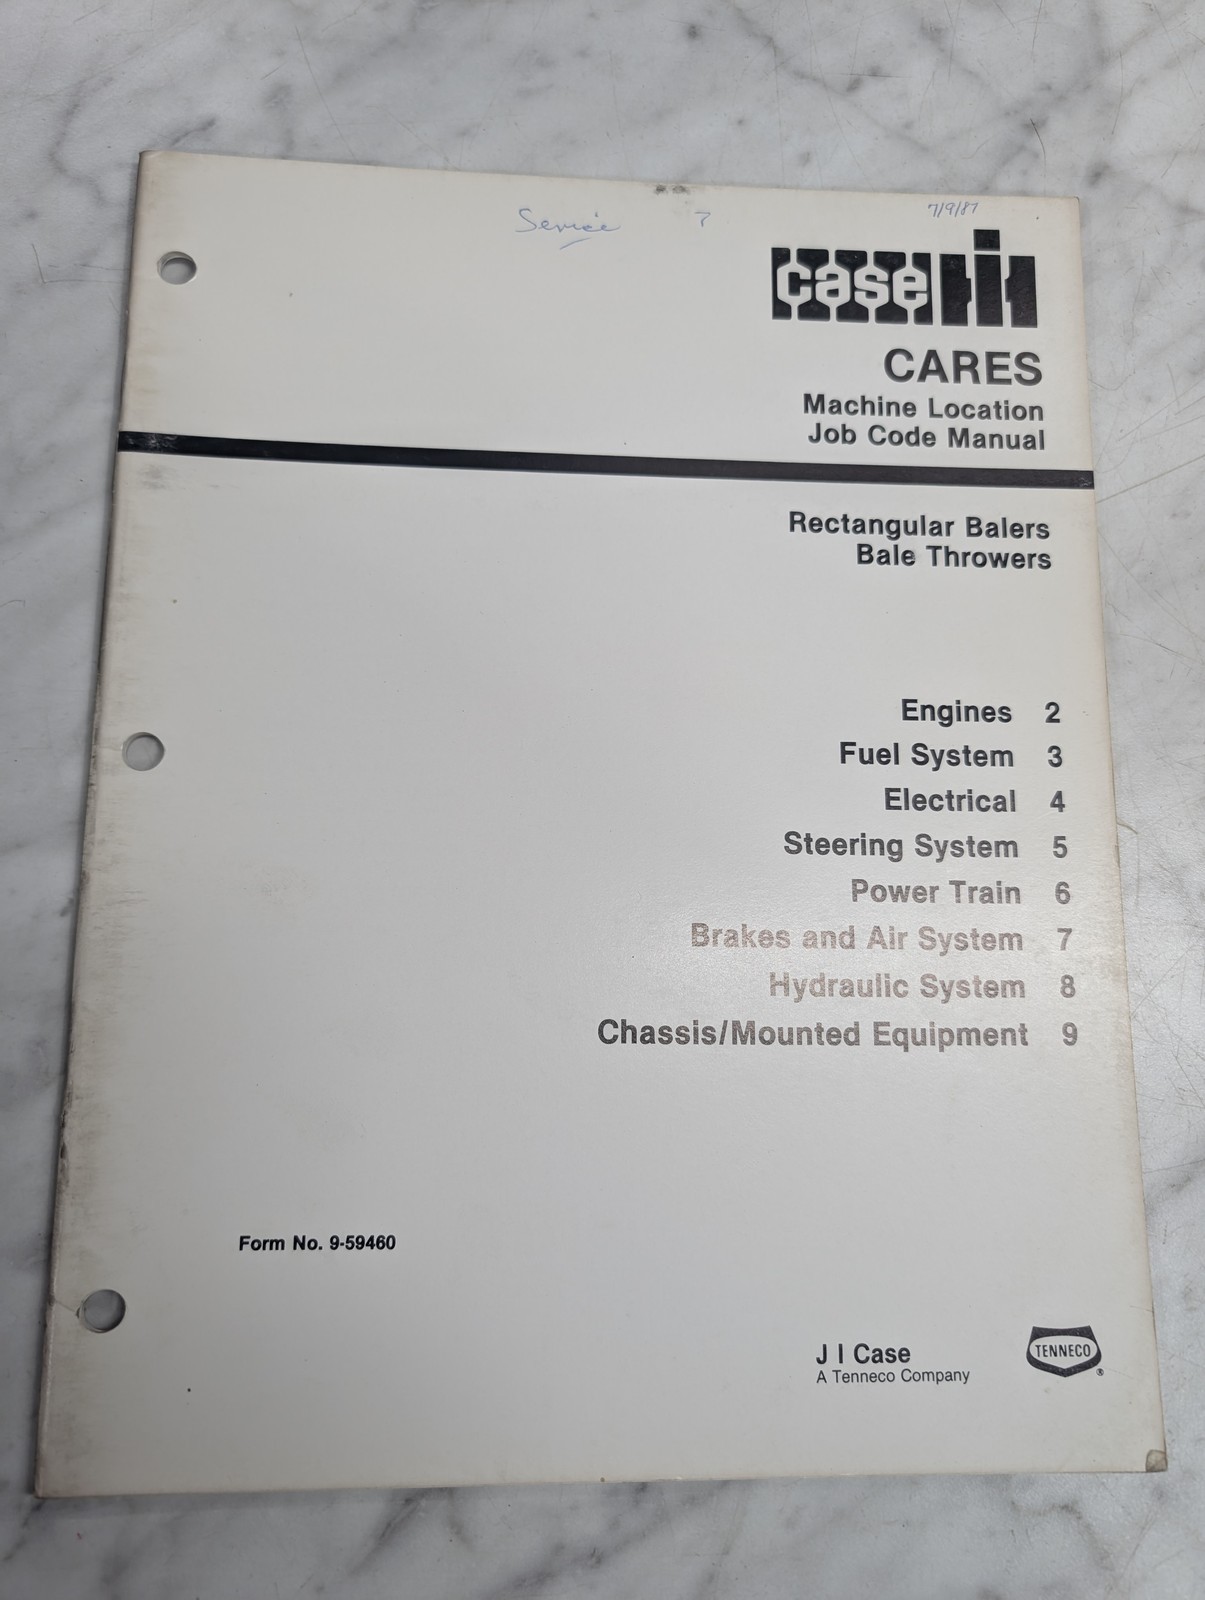 Service 7
7/9/87
case IH
CARES
Machine Location
Job Code Manual
Rectangular Balers
Bale Throwers
Engines 2
Fuel System 3
Electrical 4
Steering System 5
Power Train 6
Brakes and Air System 7
Hydraulic System 8
Chassis/Mounted Equipment 9
Form No. 9-59460
J I Case
A Tenneco Company
TENNECO
®